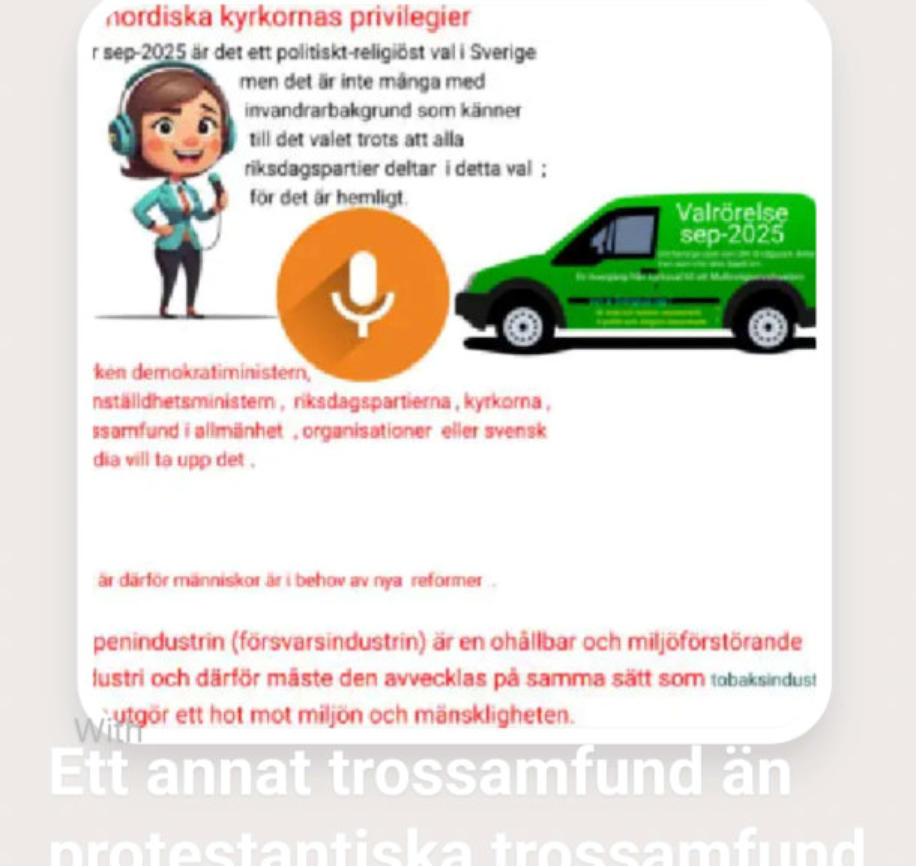 nordiska kyrkornas privilegier
r sep-2025 är det ett politiskt-religiöst val i Sverige
men det är inte många med
invandrarbakgrund som känner
till det valet trots att alla
riksdagspartier deltar i detta val ;
för det är hemligt.
Valrörelse
sep-2025
ken demokratiministern,
nställdhetsministern , riksdagspartierna , kyrkorna ,
ssamfund i allmänhet , organisationer eller svensk
dia vill ta upp det .
är därför människor är i behov av nya reformer .
penindustrin (försvarsindustrin) är en ohållbar och miljöförstörande
dustri och därför måste den avvecklas på samma sätt som tobaksindust
utgör ett hot mot miljön och mänskligheten.
With
Ett annat trossamfund än
protestantiska trossamfund